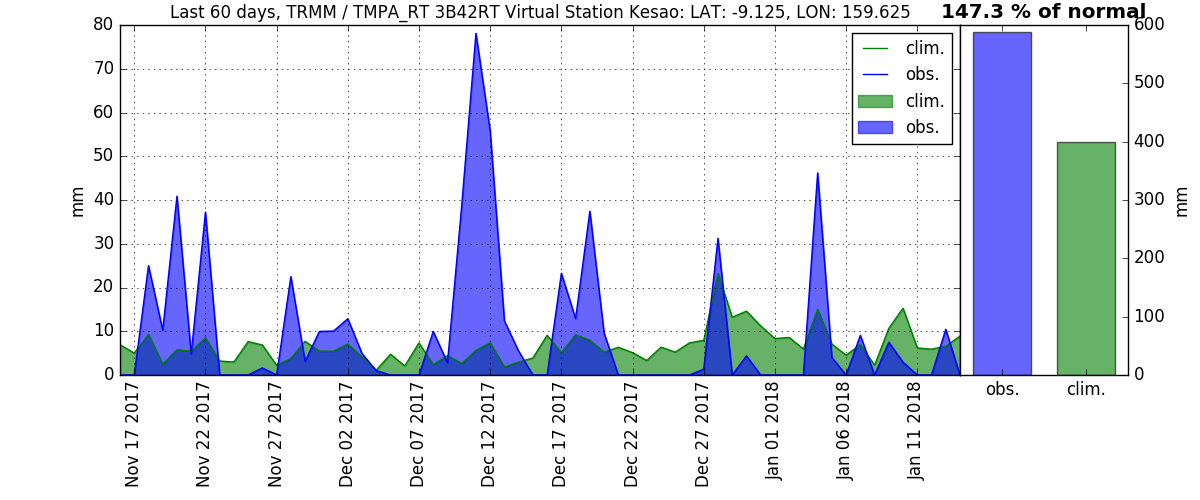 Last 60 days, TRMM / TMPA_RT 3B42RT Virtual Station Kesao: LAT: -9.125, LON: 159.625
147.3 % of normal
80
70
60
50
40
30
20
10
0
mm
clim.
obs.
clim.
obs.
600
500
400
300
200
100
0
mm
Nov 17 2017
Nov 22 2017
Nov 27 2017
Dec 02 2017
Dec 07 2017
Dec 12 2017
Dec 17 2017
Dec 22 2017
Dec 27 2017
Jan 01 2018
Jan 06 2018
Jan 11 2018
obs.
clim.